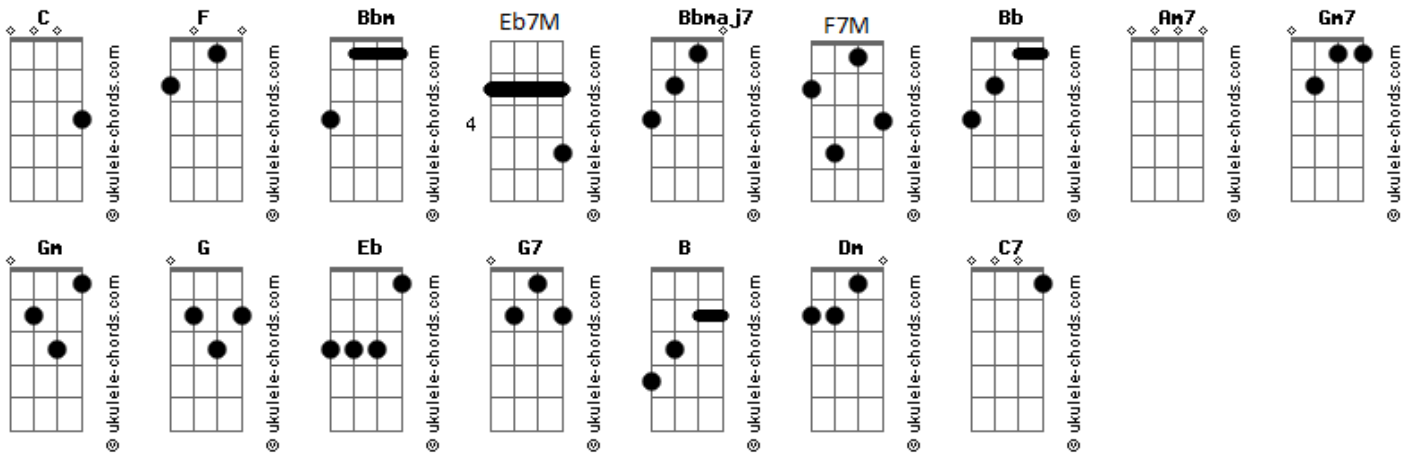 C F Bbm Eb7M Bbmaj7 F7M Bb Am7 Gm7
4
© ukulele-chords.com © ukulele-chords.com © ukulele-chords.com © ukulele-chords.com © ukulele-chords.com © ukulele-chords.com © ukulele-chords.com © ukulele-chords.com © ukulele-chords.com
Gm G Eb G7 B Dm C7
© ukulele-chords.com © ukulele-chords.com © ukulele-chords.com © ukulele-chords.com © ukulele-chords.com © ukulele-chords.com © ukulele-chords.com